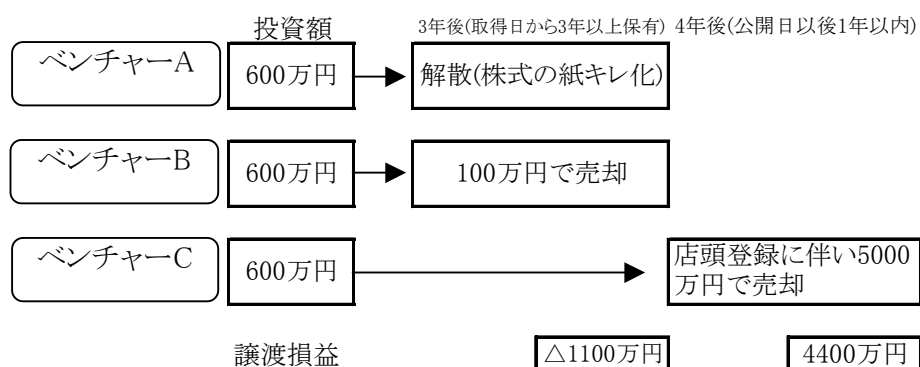 投資額 3年後(取得日から3年以上保有) 4年後(公開日以後1年以内)
ベンチャーA 600万円 解散(株式の紙キレ化)
ベンチャーB 600万円 100万円で売却
ベンチャーC 600万円 店頭登録に伴い5000
万円で売却
譲渡損益 △1100万円 4400万円